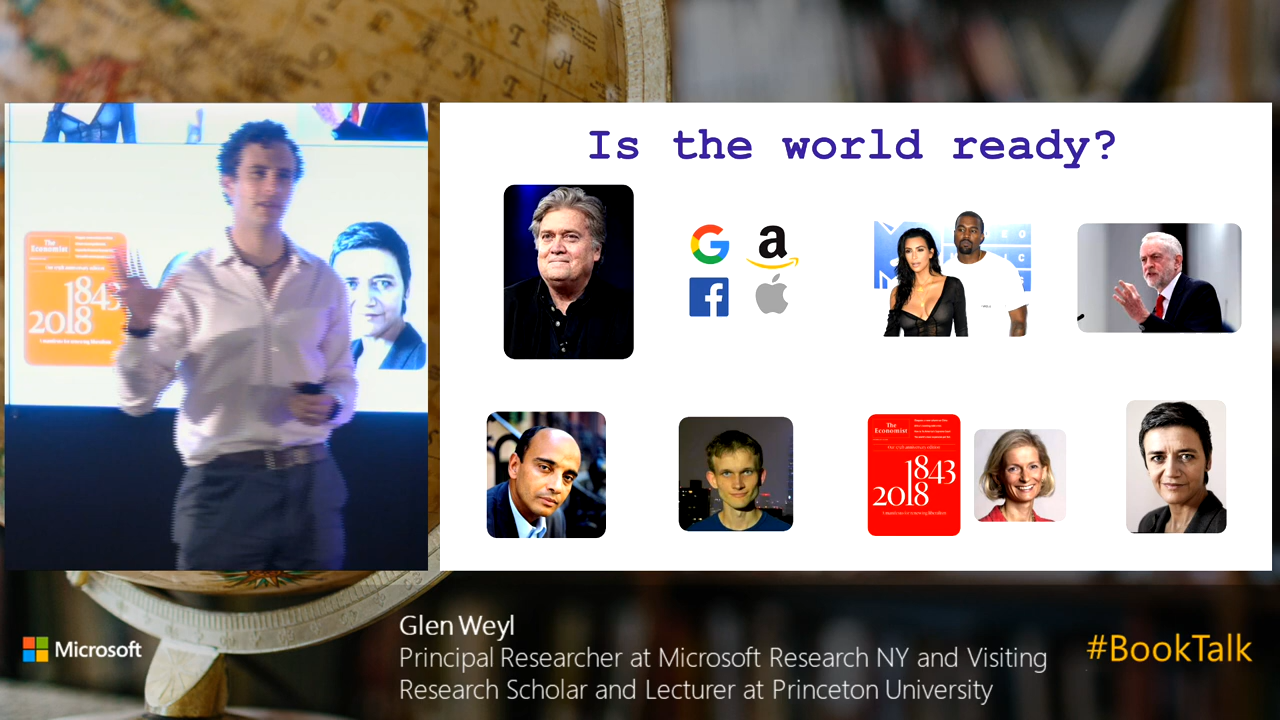 Is the world ready?
The
Economist
1843
2018
The
Economist
1843
2018
Glen Weyl
Principal Researcher at Microsoft Research NY and Visiting
Research Scholar and Lecturer at Princeton University
Microsoft
#BookTalk